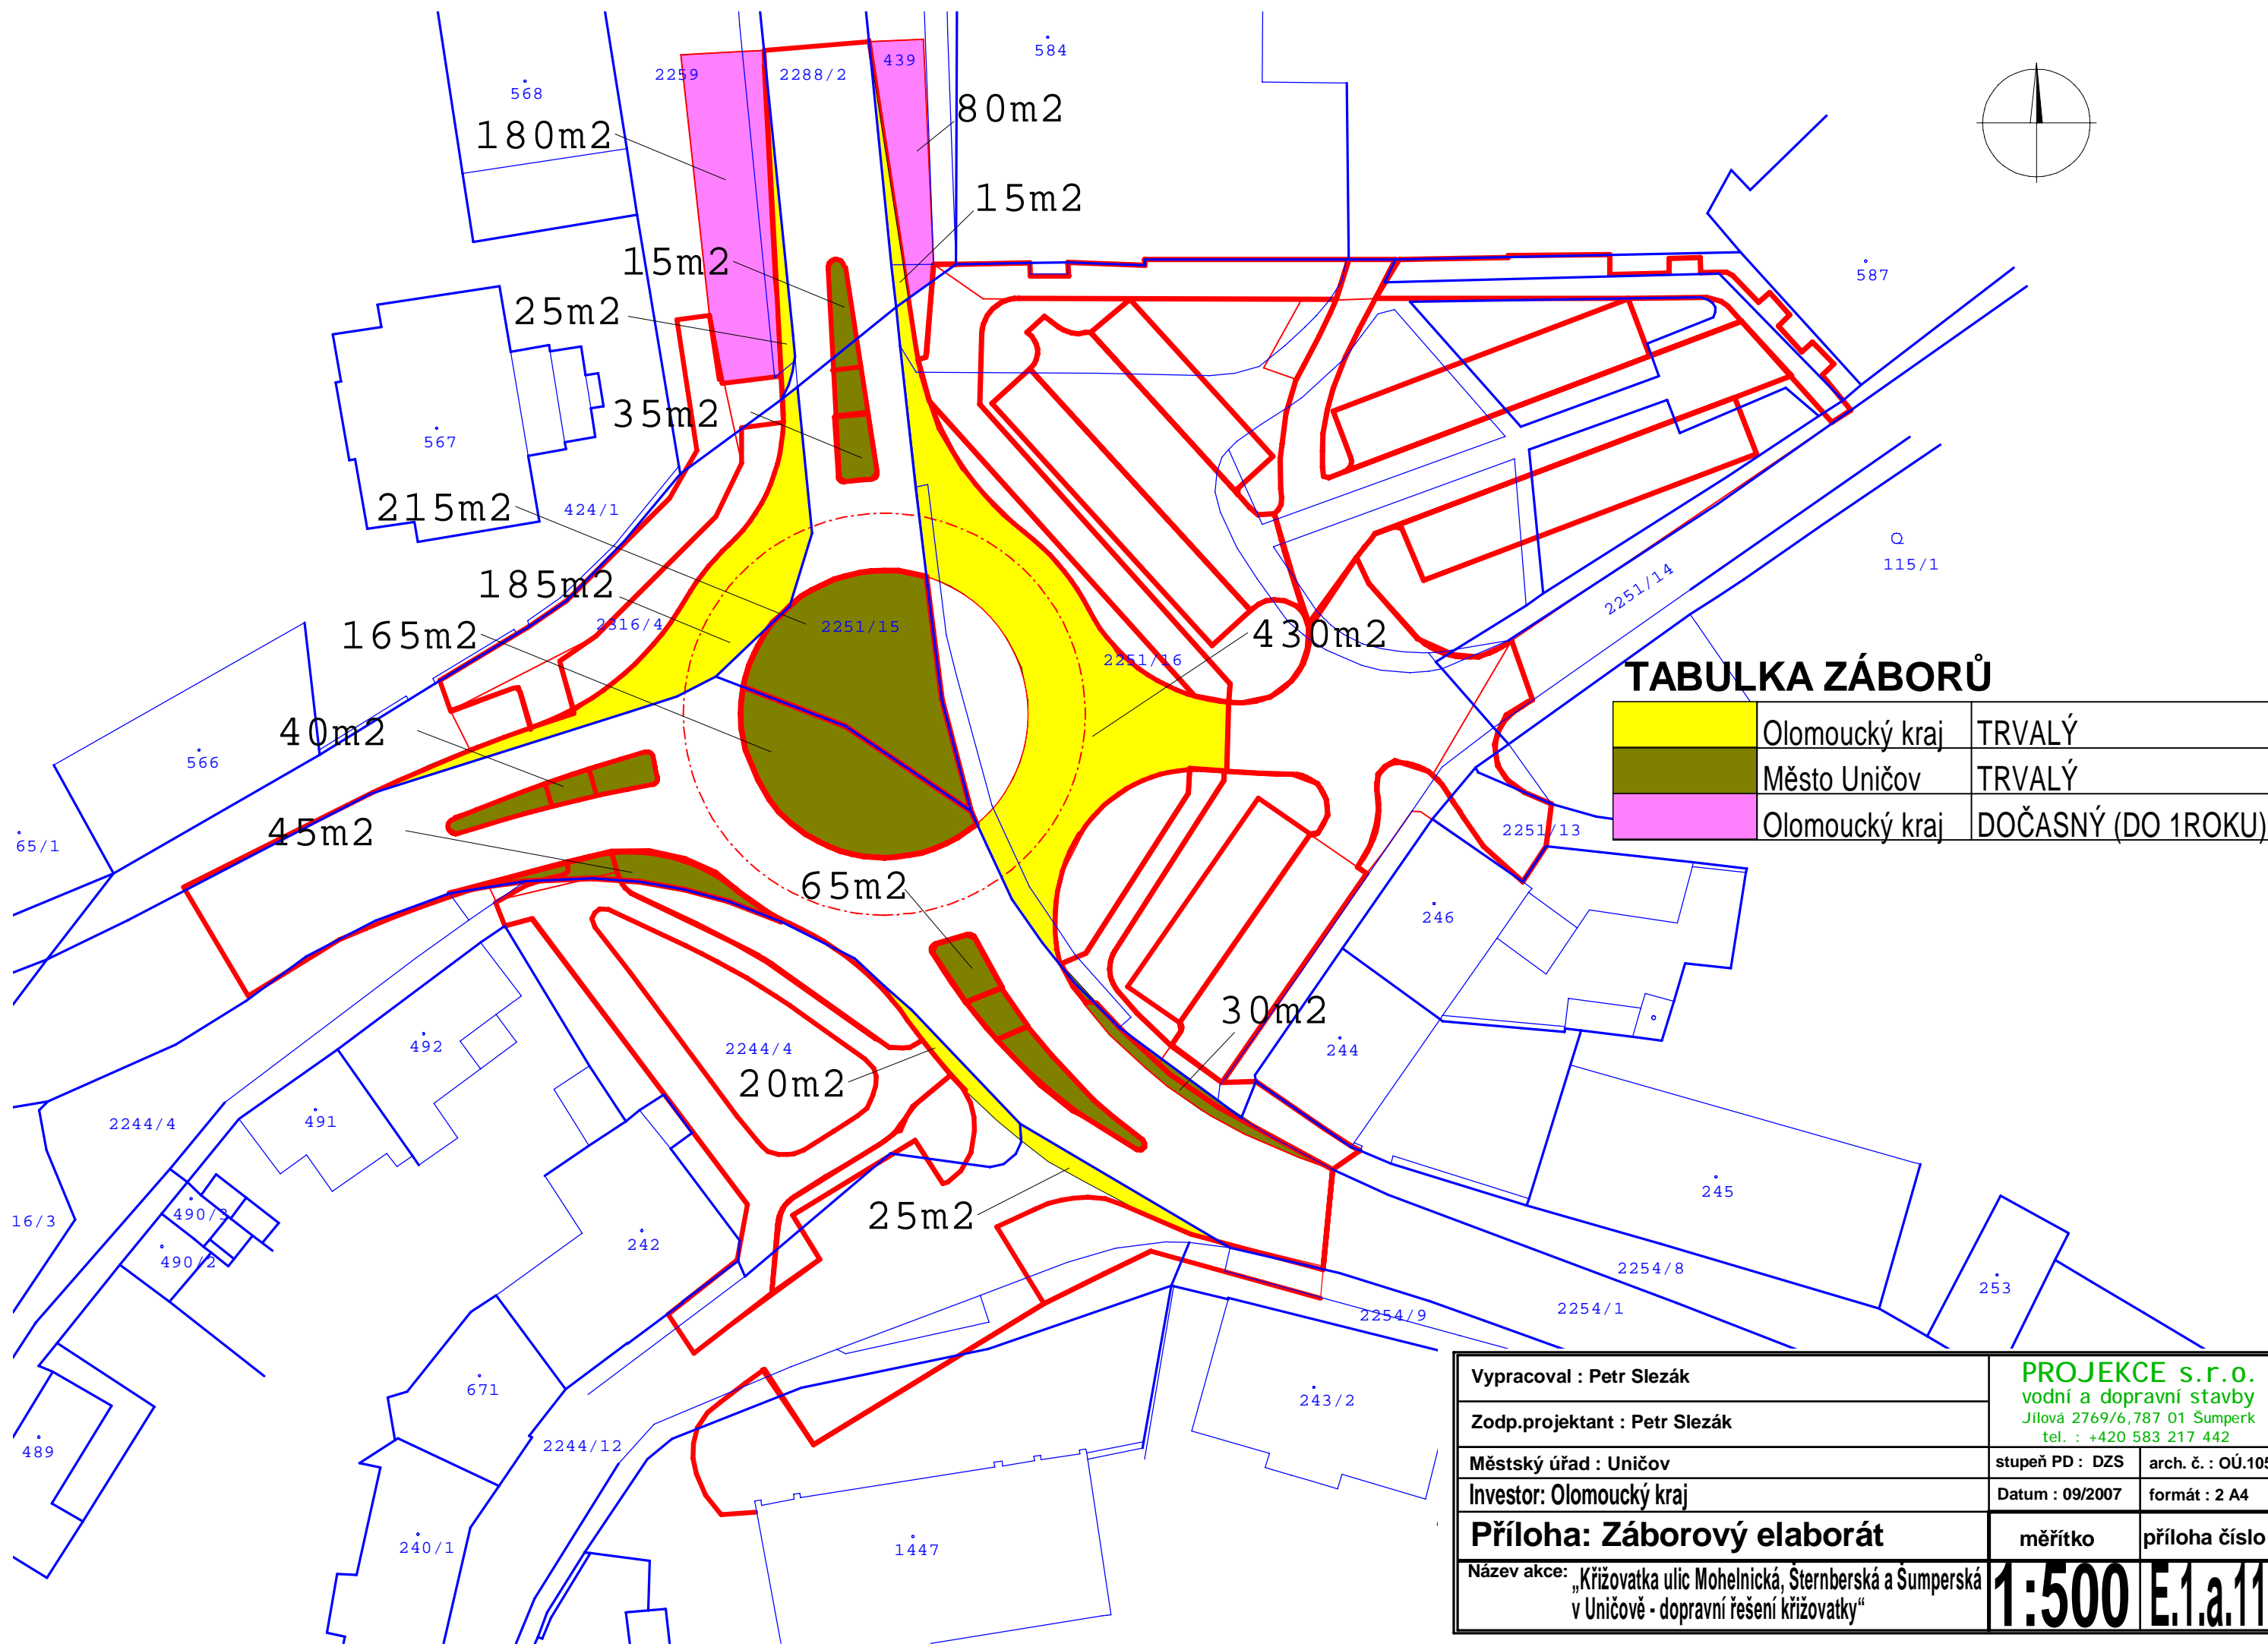 584
439
2259
2288/2
568
80m2
180m2
15m2
15m2
587
25m2
35m2
567
215m2
424/1
115/1
2251/14
185m2
2316/4
2251/15
165m2
430m2
2251/16
TABULKA ZÁBORŮ
Olomoucký kraj TRVALÝ
Město Uničov TRVALÝ
Olomoucký kraj DOČASNÝ (DO 1ROKU)
40m2
566
45m2
65/1
2251/13
65m2
246
30m2
492
2244/4
244
20m2
2244/4
491
245
16/3
490/3
25m2
242
490/2
2254/8
253
2254/1
2254/9
671
243/2
489
2244/12
240/1
1447
Vypracoval : Petr Slezák
Zodp.projektant : Petr Slezák
Městský úřad : Uničov
Investor: Olomoucký kraj
Příloha: Záborový elaborát
Název akce: „Křižovatka ulic Mohelnická, Šternberská a Šumperská
v Uničově - dopravní řešení křižovatky“
PROJEKCE s.r.o.
vodní a dopravní stavby
Jílová 2769/6,787 01 Šumperk
tel. : +420 583 217 442
stupeň PD : DZS
arch. č. : OÚ.105
Datum : 09/2007
formát : 2 A4
měřítko
příloha číslo
1:500
E.1.a.11